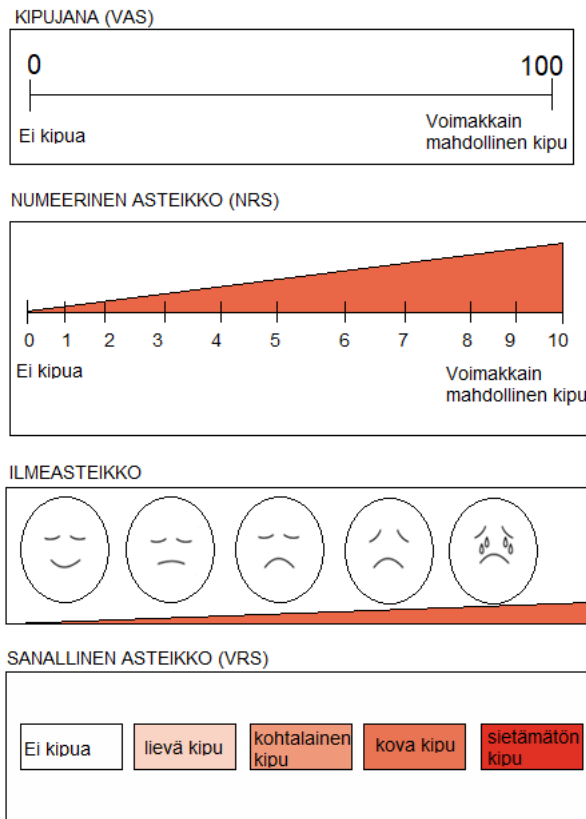 KIPUJANA (VAS)
0 100
Ei kipua
Voimakkain
mahdollinen kipu
NUMEERINEN ASTEIKKO (NRS)
0 1 2 3 4 5 6 7 8 9 10
Ei kipua
Voimakkain
mahdollinen kipu
ILMEASTEIKKO
SANALLINEN ASTEIKKO (VRS)
Ei kipua
lievä kipu
kohtalainen
kipu
kova kipu
sietämätön
kipu